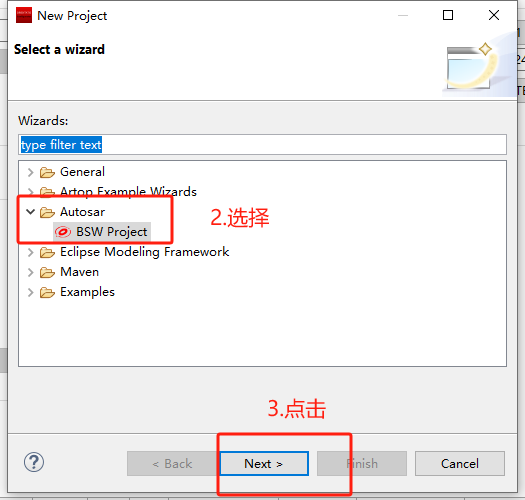 New Project
Select a wizard
Wizards:
type filter text
General
Artop Example Wizards
Autosar
2.选择
BSW Project
Eclipse Modeling Framework
Maven
Examples
3.点击
< Back
Next >
Finish
Cancel